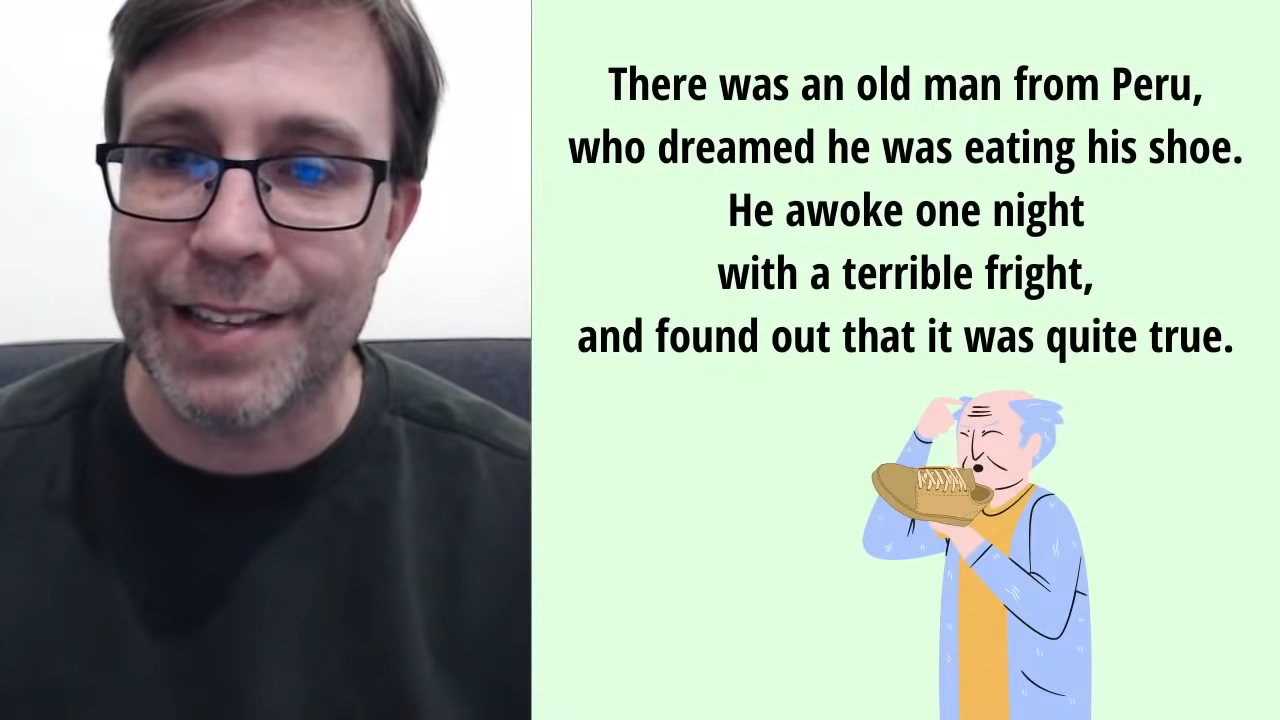 There was an old man from Peru,
who dreamed he was eating his shoe.
He awoke one night
with a terrible fright,
and found out that it was quite true.